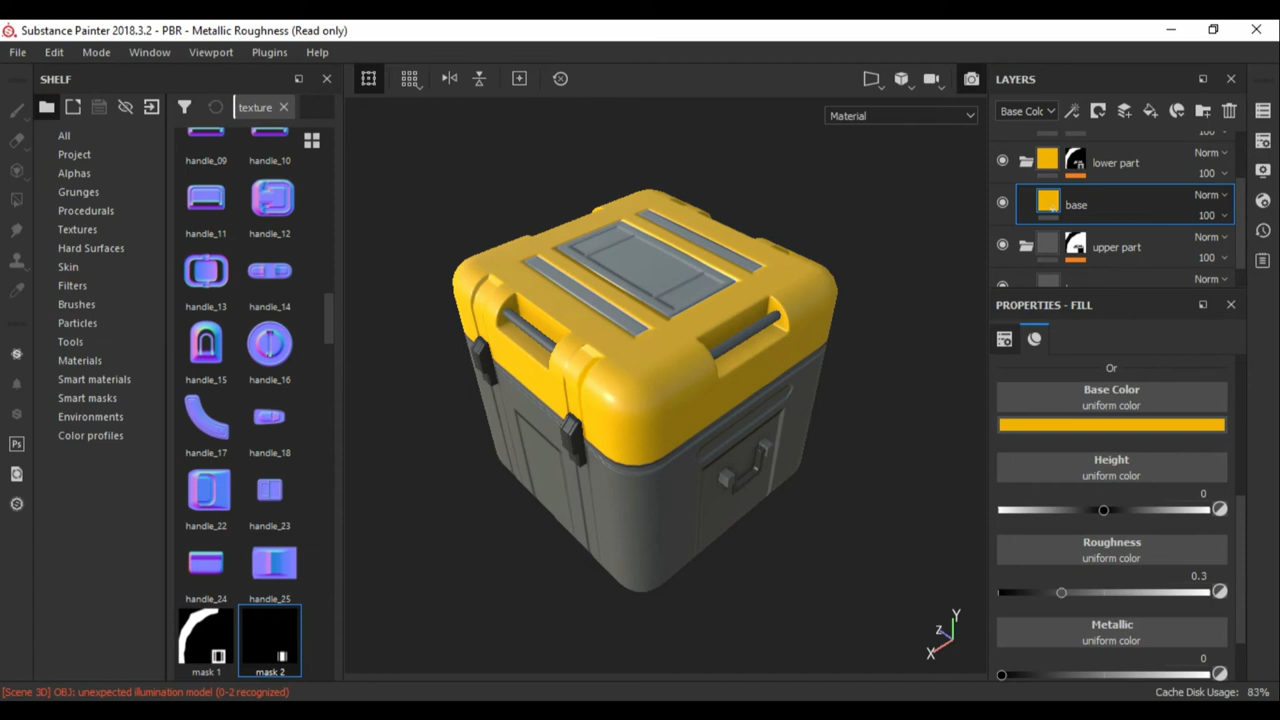 Substance Painter 2018.3.2 - PBR - Metallic Roughness (Read only)
File Edit Mode Window Viewport Plugins Help
SHELF
texture
All
Project
Alphas
Grunges
Procedurals
Textures
Hard Surfaces
Skin
Filters
Brushes
Particles
Tools
Materials
Smart materials
Smart masks
Environments
Color profiles
handle_09 handle_10
handle_11 handle_12
handle_13 handle_14
handle_15 handle_16
handle_17 handle_18
handle_22 handle_23
handle_24 handle_25
mask 1 mask 2
Ps
Material
Y
Z
X
LAYERS
Base Colo
100
lower part Norm
100
base Norm
100
upper part Norm
100
Norm
PROPERTIES - FILL
Or
Base Color
uniform color
Height
uniform color
0
Roughness
uniform color
0.3
Metallic
uniform color
0
[Scene 3D] OBJ: unexpected illumination model (0-2 recognized)
Cache Disk Usage: 83%